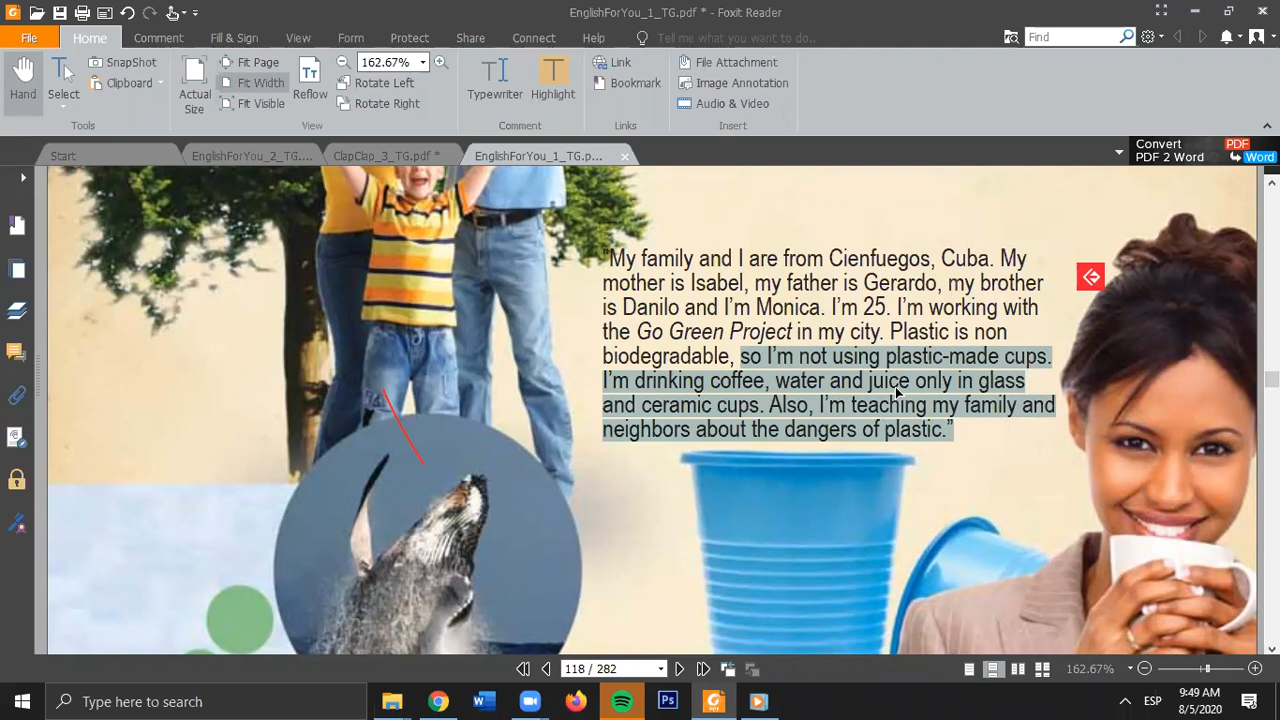 EnglishForYou_1_TG.pdf * - Foxit Reader
File
Home
Comment
Fill & Sign
View
Form
Protect
Share
Connect
Help
Tell me what you want to do...
Find
Hand
Select
SnapShot
Clipboard
Tools
Actual
Size
Fit Page
Fit Width
Fit Visible
Reflow
162.67%
Rotate Left
Rotate Right
View
Typewriter
Highlight
Comment
Link
Bookmark
Links
File Attachment
Image Annotation
Audio & Video
Insert
Start
EnglishForYou_2_TG....
ClapClap_3_TG.pdf *
EnglishForYou_1_TG.p...
Convert
PDF 2 Word
PDF
Word
“My family and I are from Cienfuegos, Cuba. My
mother is Isabel, my father is Gerardo, my brother
is Danilo and I’m Monica. I’m 25. I’m working with
the Go Green Project in my city. Plastic is non
biodegradable, so I’m not using plastic-made cups.
I’m drinking coffee, water and juice only in glass
and ceramic cups. Also, I’m teaching my family and
neighbors about the dangers of plastic.”
118 / 282
162.67%
Type here to search
ESP
9:49 AM
8/5/2020